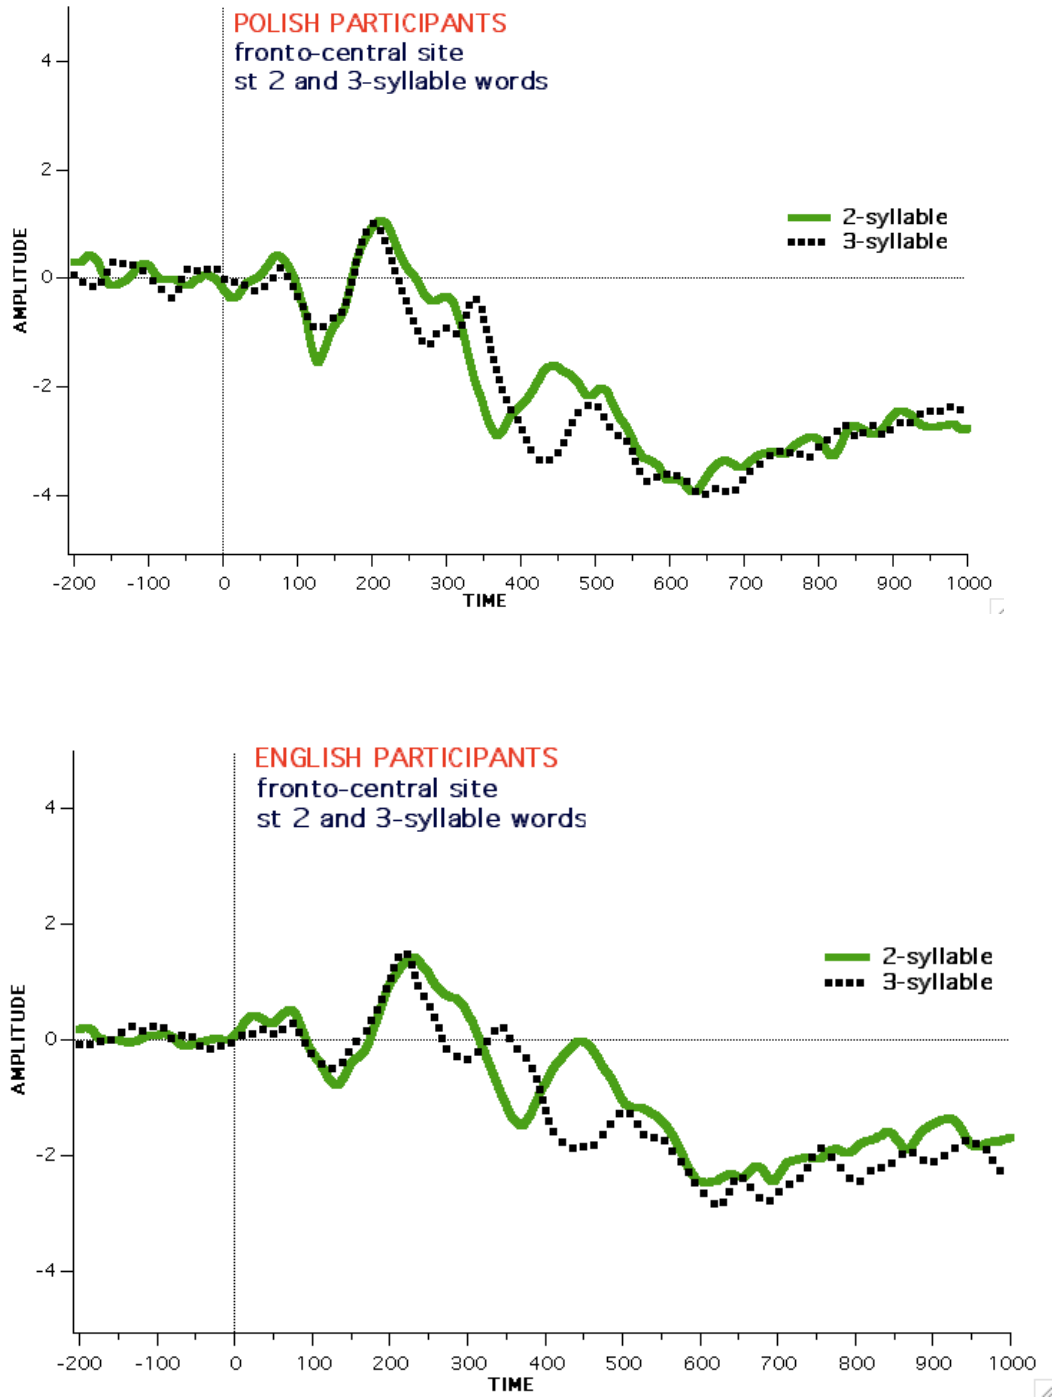 POLISH PARTICIPANTS
fronto-central site
st 2 and 3-syllable words
4
2
0
-2
-4
AMPLITUDE
2-syllable
3-syllable
-200 -100 0 100 200 300 400 500 600 700 800 900 1000
TIME
ENGLISH PARTICIPANTS
fronto-central site
st 2 and 3-syllable words
4
2
0
-2
-4
AMPLITUDE
2-syllable
3-syllable
-200 -100 0 100 200 300 400 500 600 700 800 900 1000
TIME